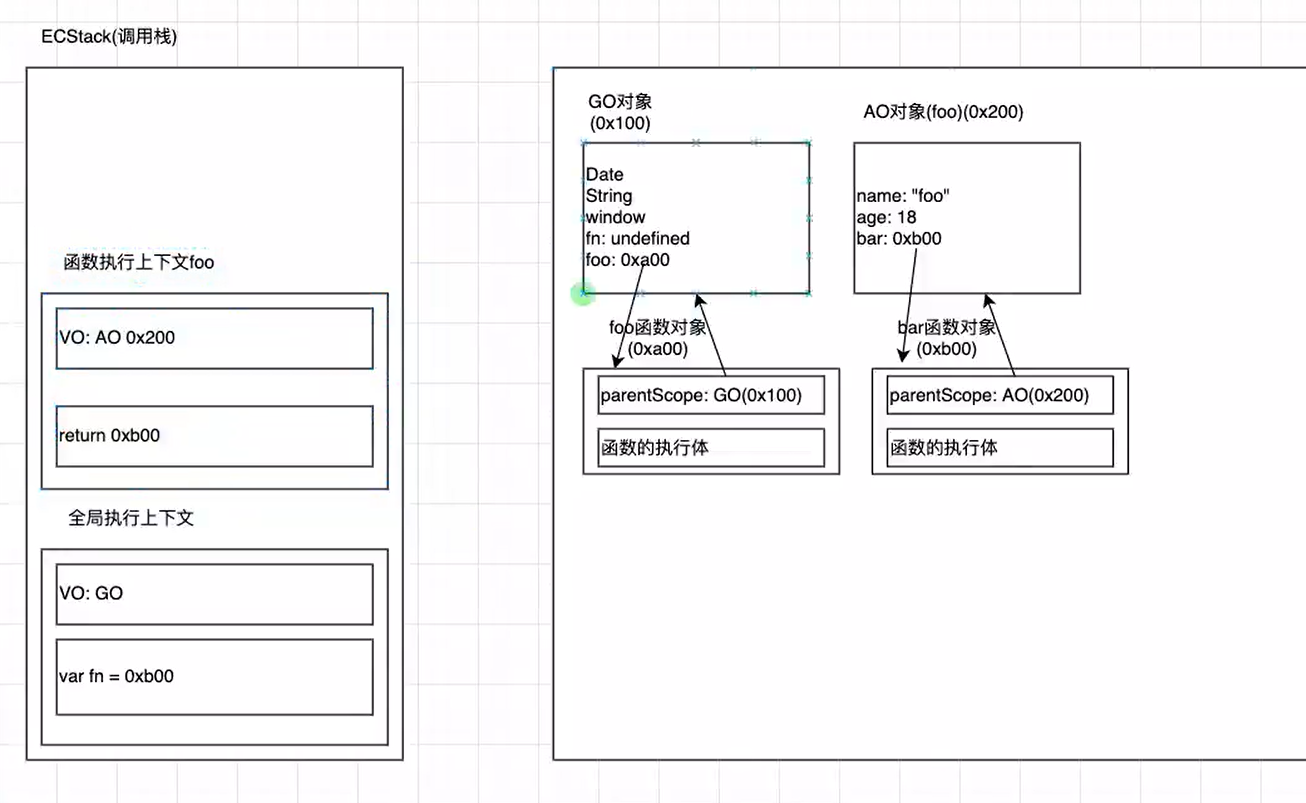 ECStack(调用栈)
函数执行上下文foo
VO: AO 0x200
return 0xb00
全局执行上下文
VO: GO
var fn = 0xb00
GO对象
(0x100)
Date
String
window
fn: undefined
foo: 0xa00
foo函数对象
(0xa00)
parentScope: GO(0x100)
函数的执行体
AO对象(foo)(0x200)
name: "foo"
age: 18
bar: 0xb00
bar函数对象
(0xb00)
parentScope: AO(0x200)
函数的执行体